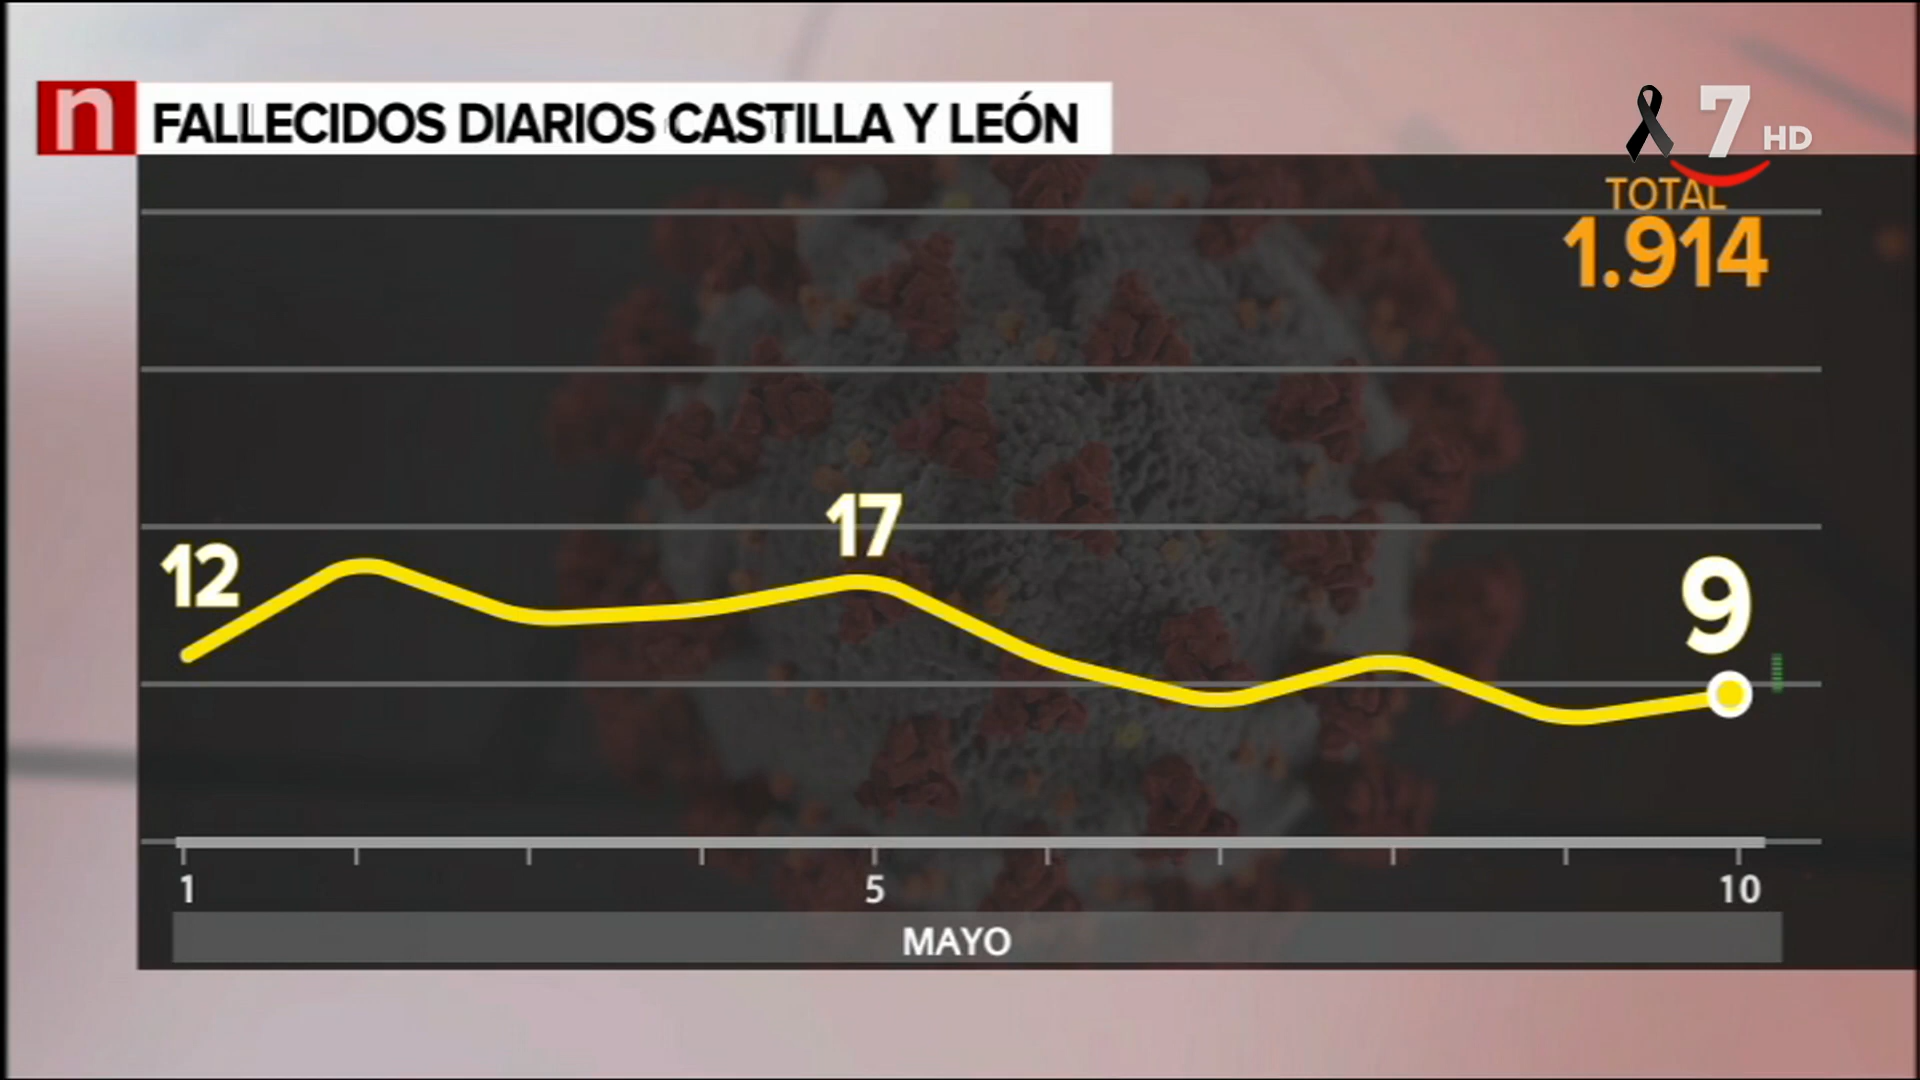 n FALLECIDOS DIARIOS CASTILLA Y LEÓN
7 HD
TOTAL
1.914
12
17
9
1 5 10
MAYO